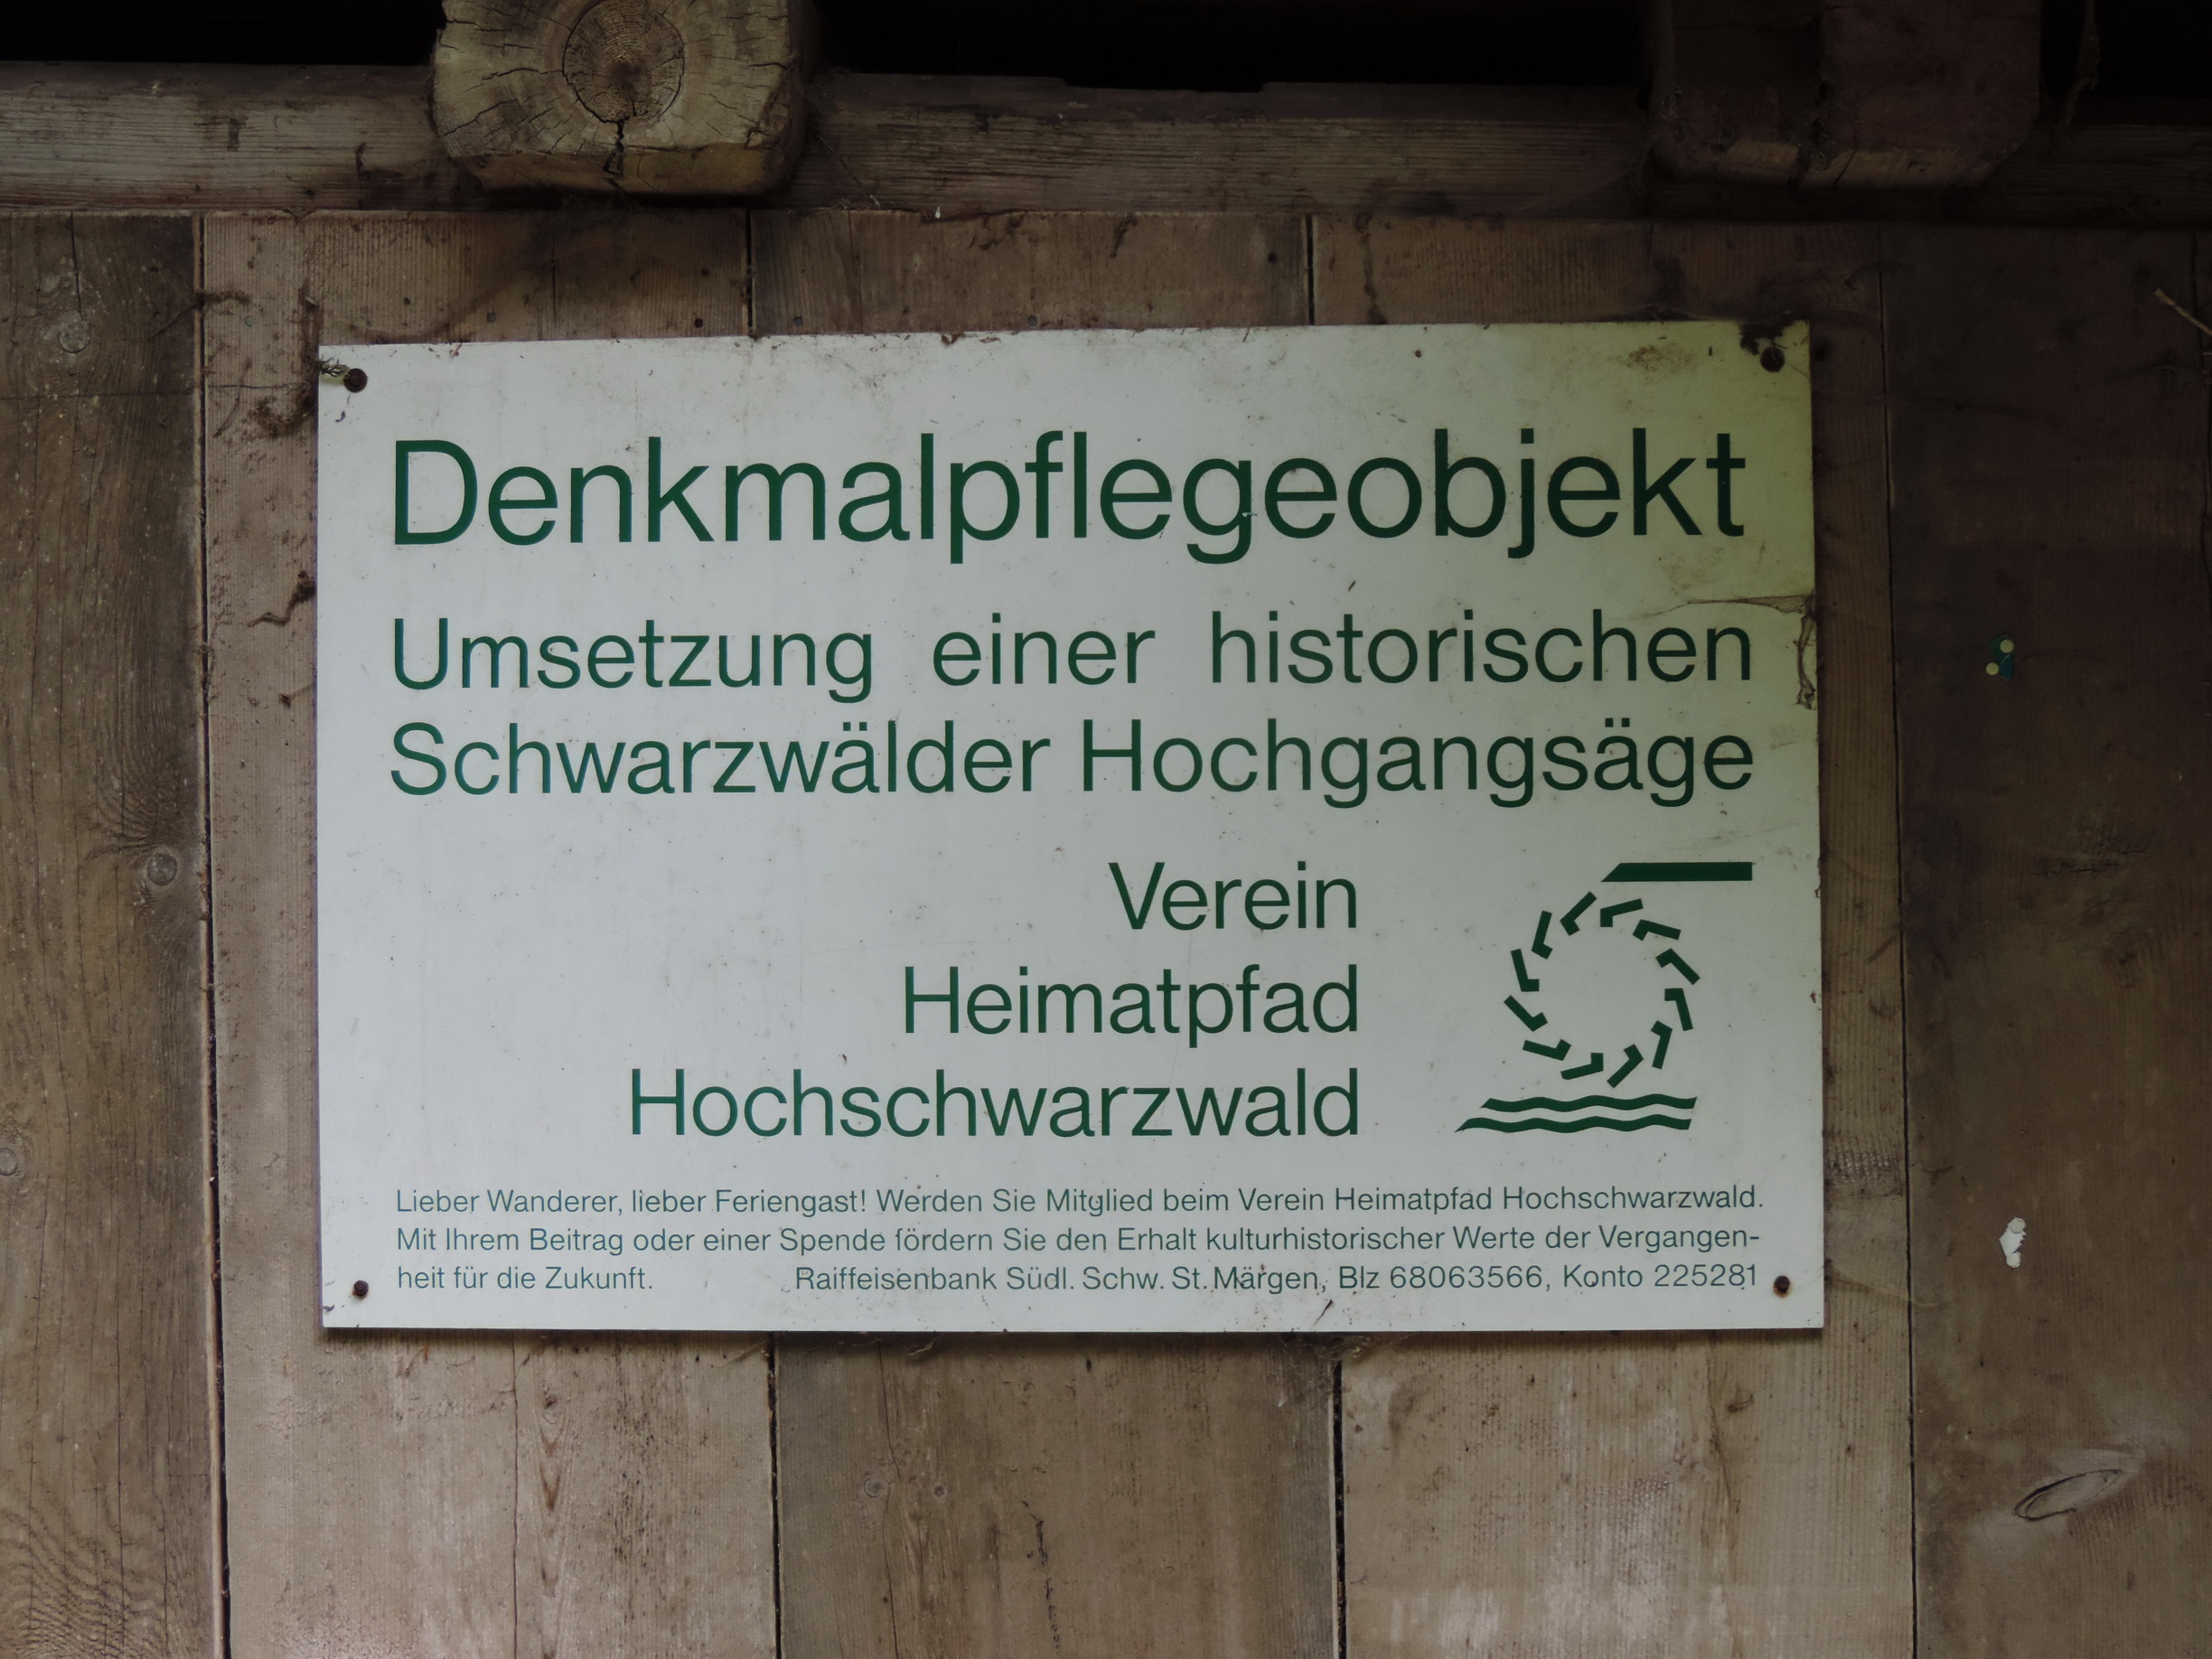 Denkmalpflegeobjekt
Umsetzung einer historischen
Schwarzwälder Hochgangsäge
Verein
Heimatpfad
Hochschwarzwald
Lieber Wanderer, lieber Feriengast! Werden Sie Mitglied beim Verein Heimatpfad Hochschwarzwald.
Mit Ihrem Beitrag oder einer Spende fördern Sie den Erhalt kulturhistorischer Werte der Vergangen-
heit für die Zukunft. Raiffeisenbank Südl. Schw. St. Märgen, Blz 68063566, Konto 225281